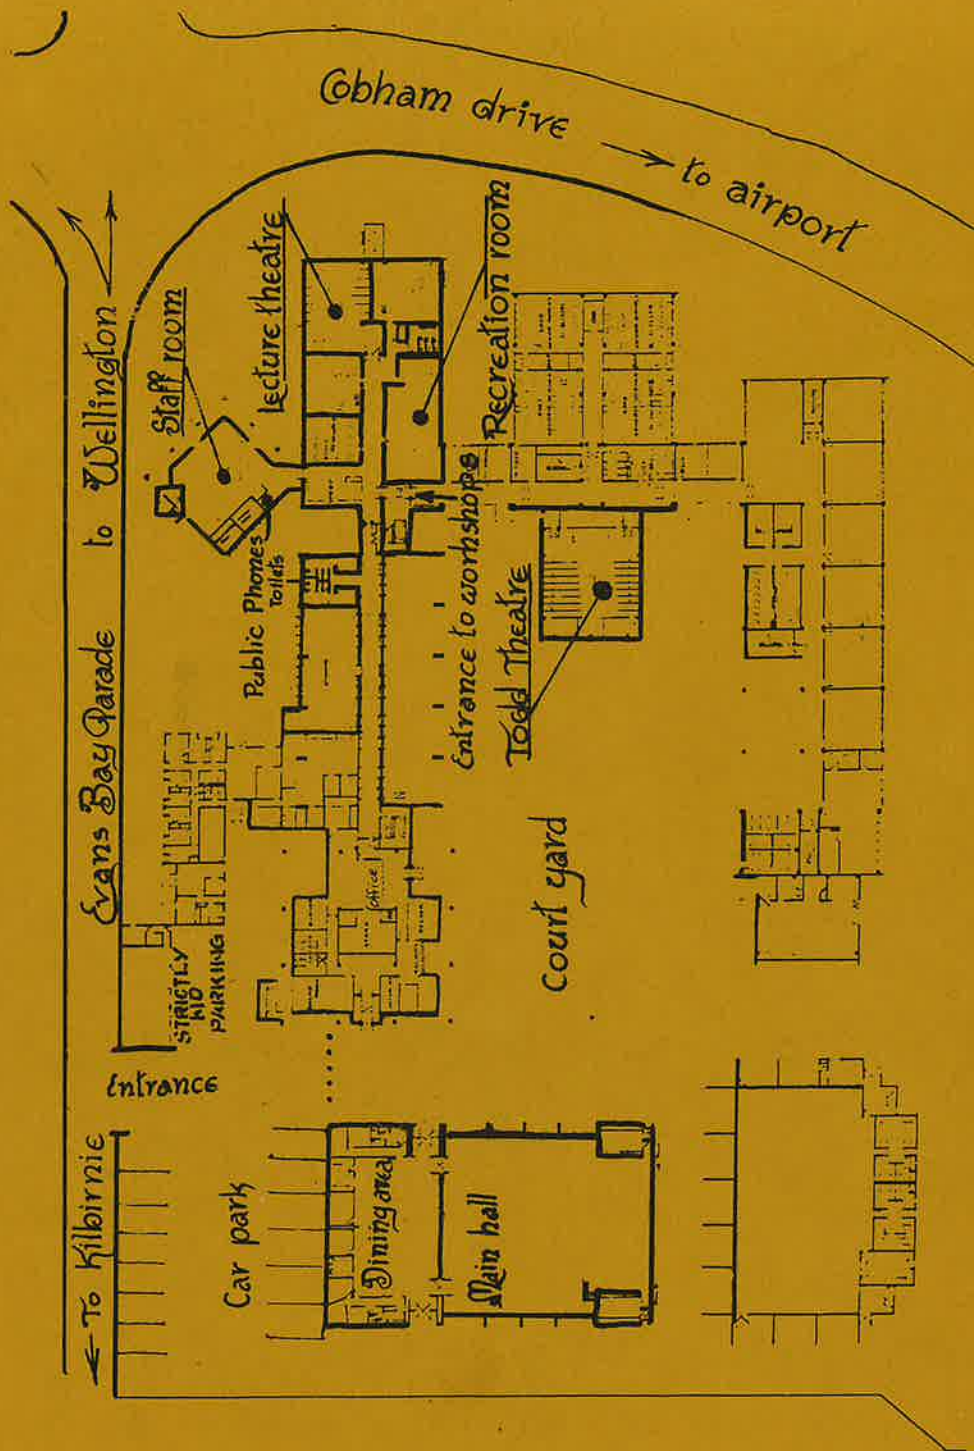 Cobham drive
to airport
Evans Bay Parade to Wellington
Staff room
Lecture theatre
Recreation room
Public Phones
Toilets
Entrance to workshops
Todd Theatre
Office
Court yard
STRICTLY
NO
PARKING
Entrance
To Kilbirnie
Car park
Dining area
Main hall